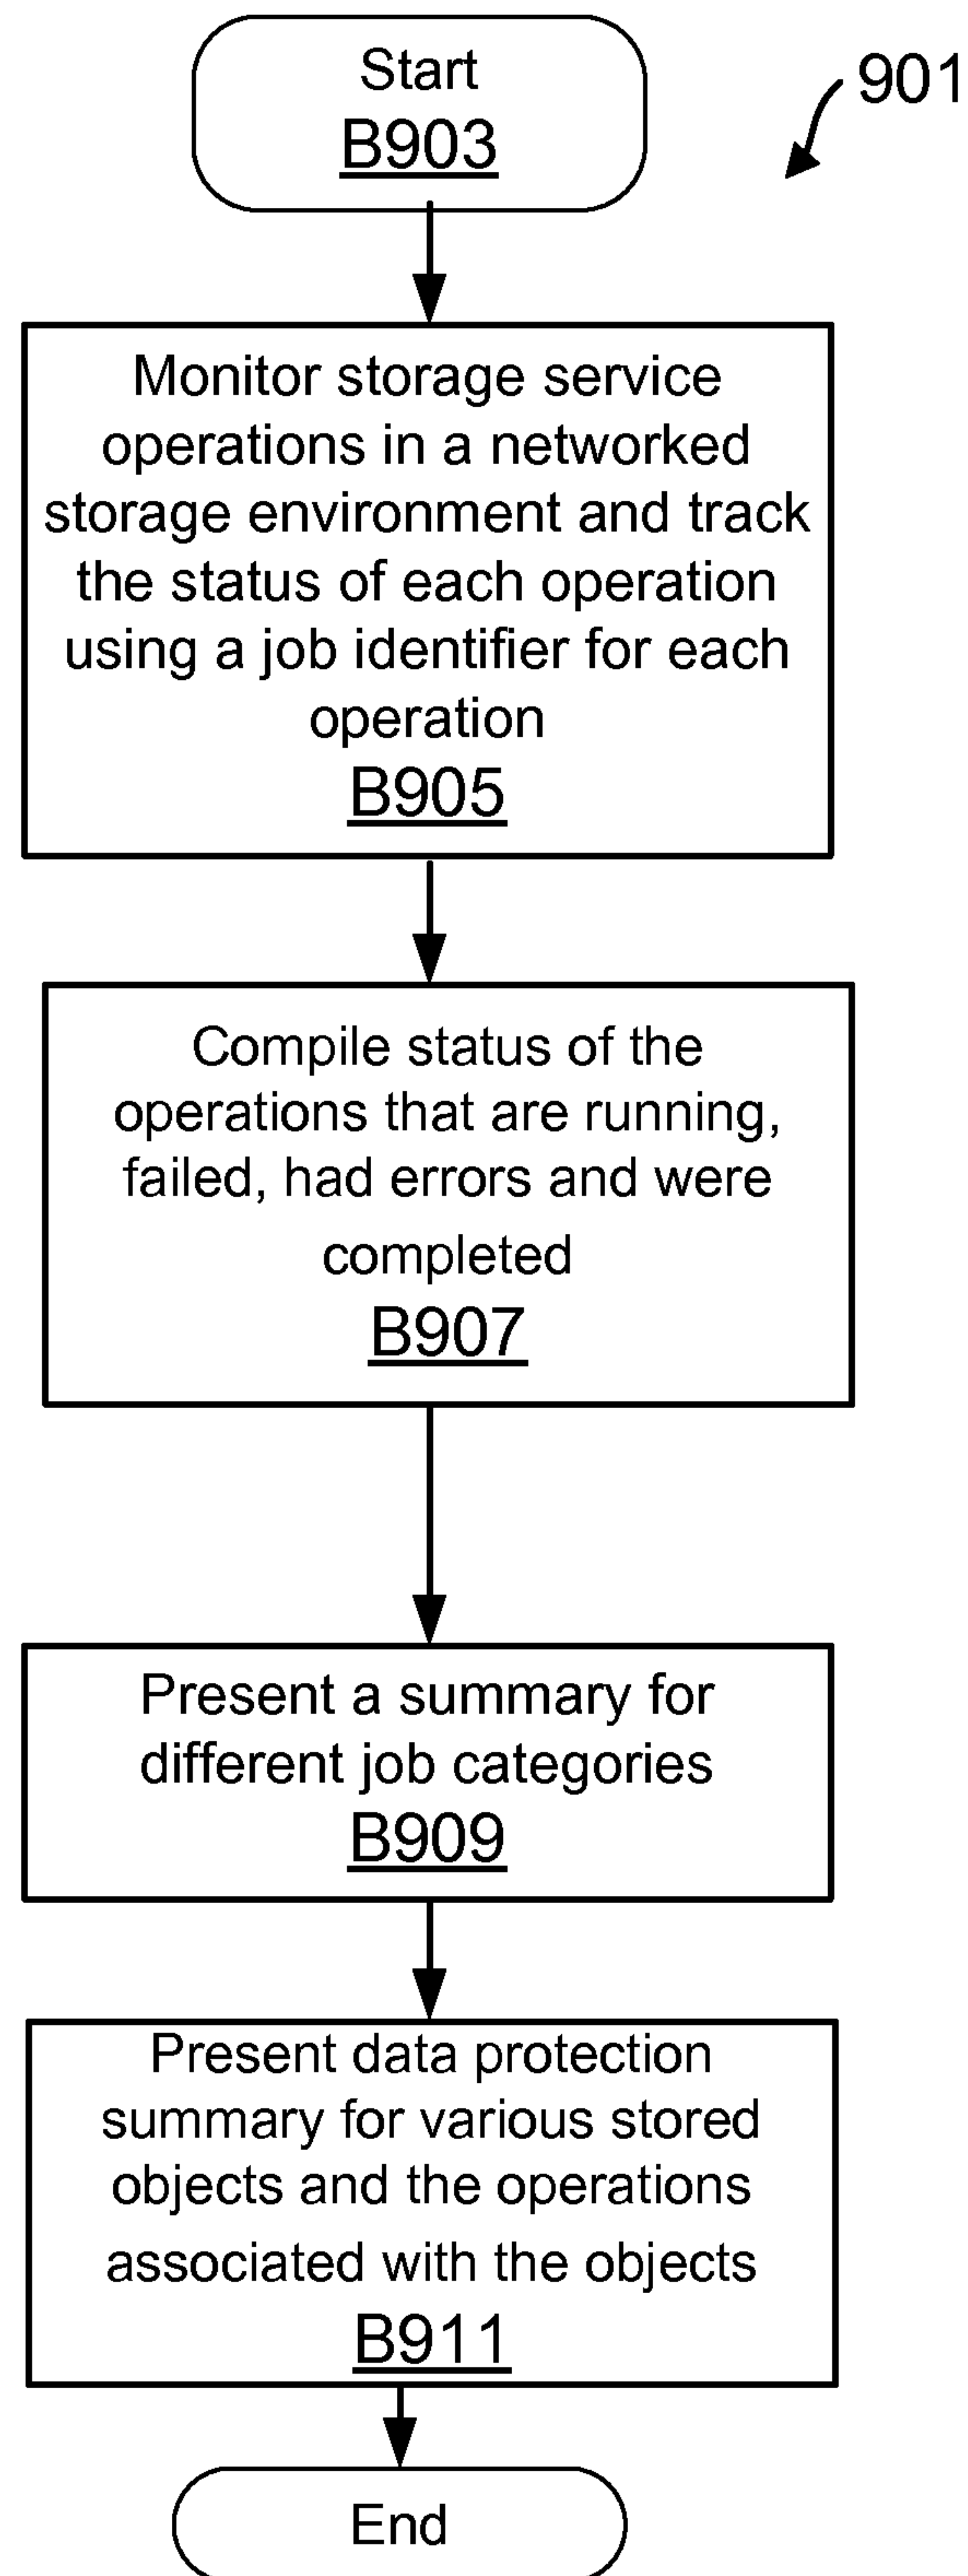 Start
B903
901
Monitor storage service
operations in a networked
storage environment and track
the status of each operation
using a job identifier for each
operation
B905
Compile status of the
operations that are running,
failed, had errors and were
completed
B907
Present a summary for
different job categories
B909
Present data protection
summary for various stored
objects and the operations
associated with the objects
B911
End